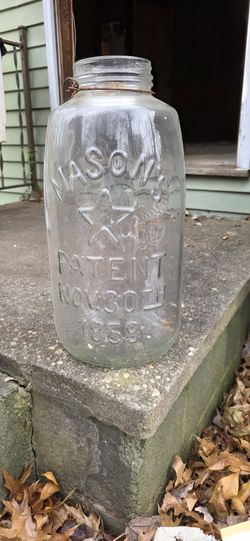 MASON'S
PATENT
NOV. 30TH
1858